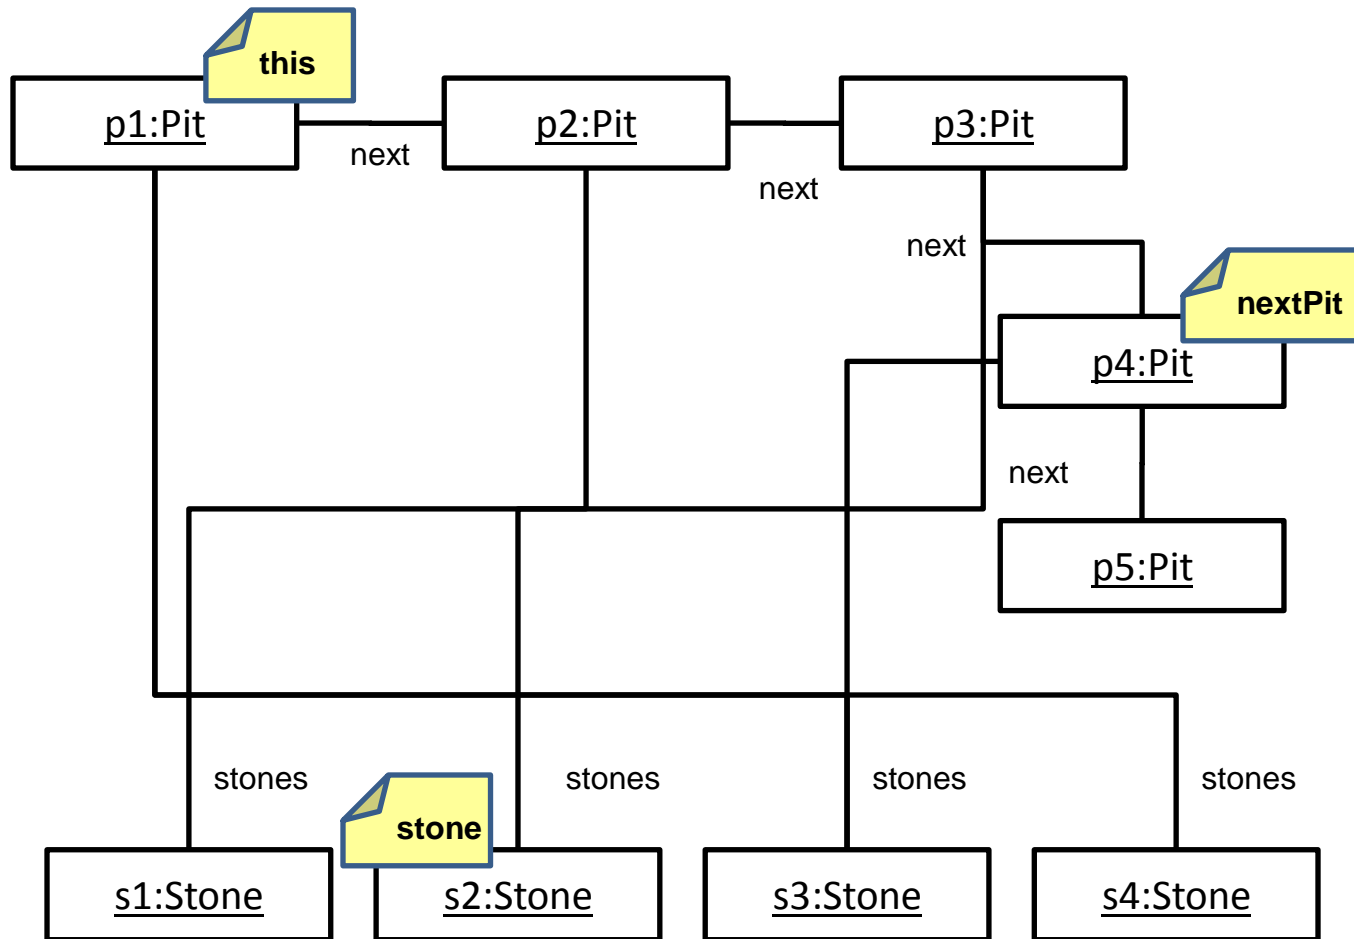 this
p1:Pit
p2:Pit
p3:Pit
next
next
next
nextPit
p4:Pit
next
p5:Pit
stones
stones
stones
stones
stone
s1:Stone
s2:Stone
s3:Stone
s4:Stone